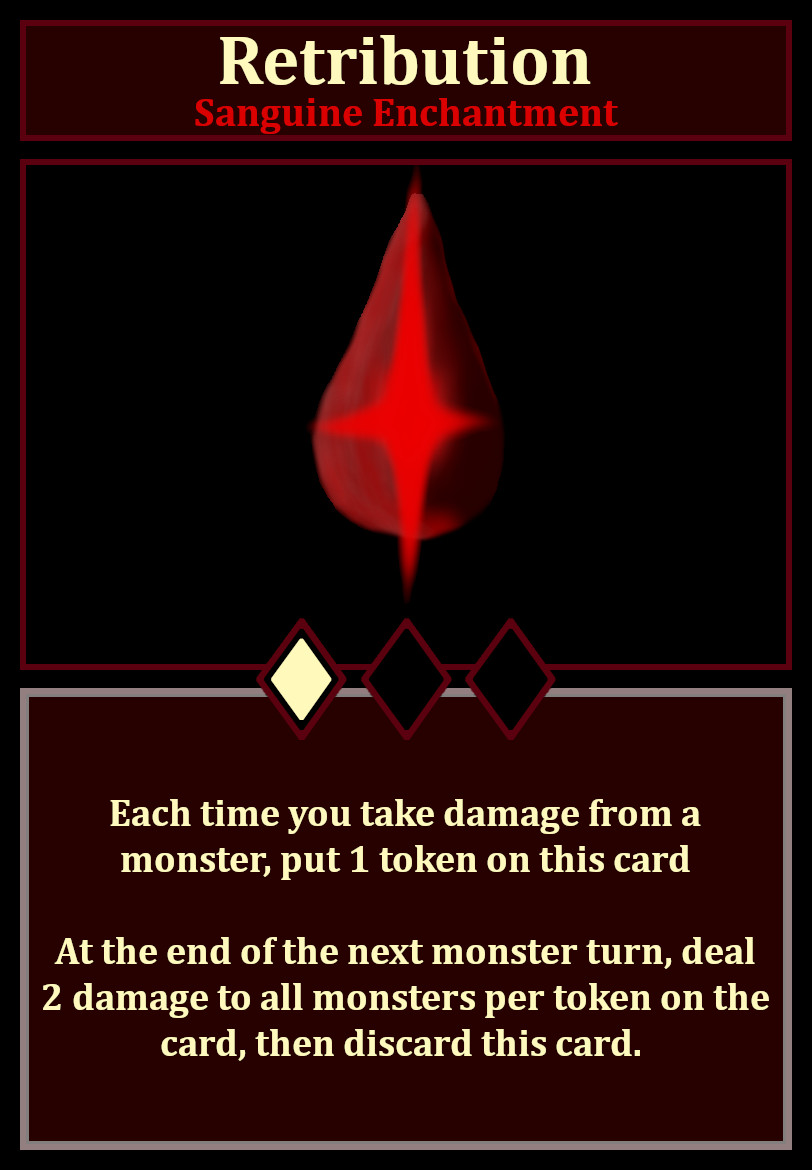 Retribution
Sanguine Enchantment
Each time you take damage from a
monster, put 1 token on this card
At the end of the next monster turn, deal
2 damage to all monsters per token on the
card, then discard this card.